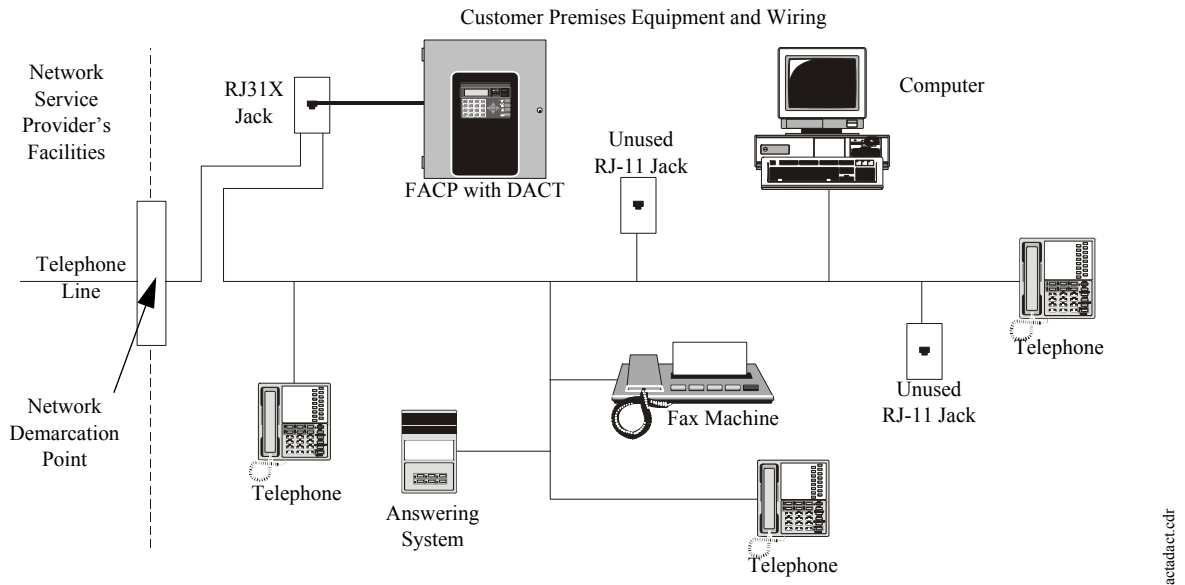 Customer Premises Equipment and Wiring
Network
Service
Provider's
Facilities
RJ31X
Jack
FACP with DACT
Unused
RJ-11 Jack
Computer
Telephone
Line
Telephone
Unused
RJ-11 Jack
Network
Demarcation
Point
Telephone
Answering
System
Fax Machine
Telephone
actadact.cdr